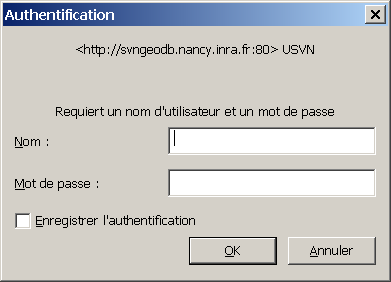 Authentification
<http://svngeodb.nancy.inra.fr:80> USVN
Requiert un nom d'utilisateur et un mot de passe
Nom :
Mot de passe :
Enregistrer l'authentification
OK Annuler